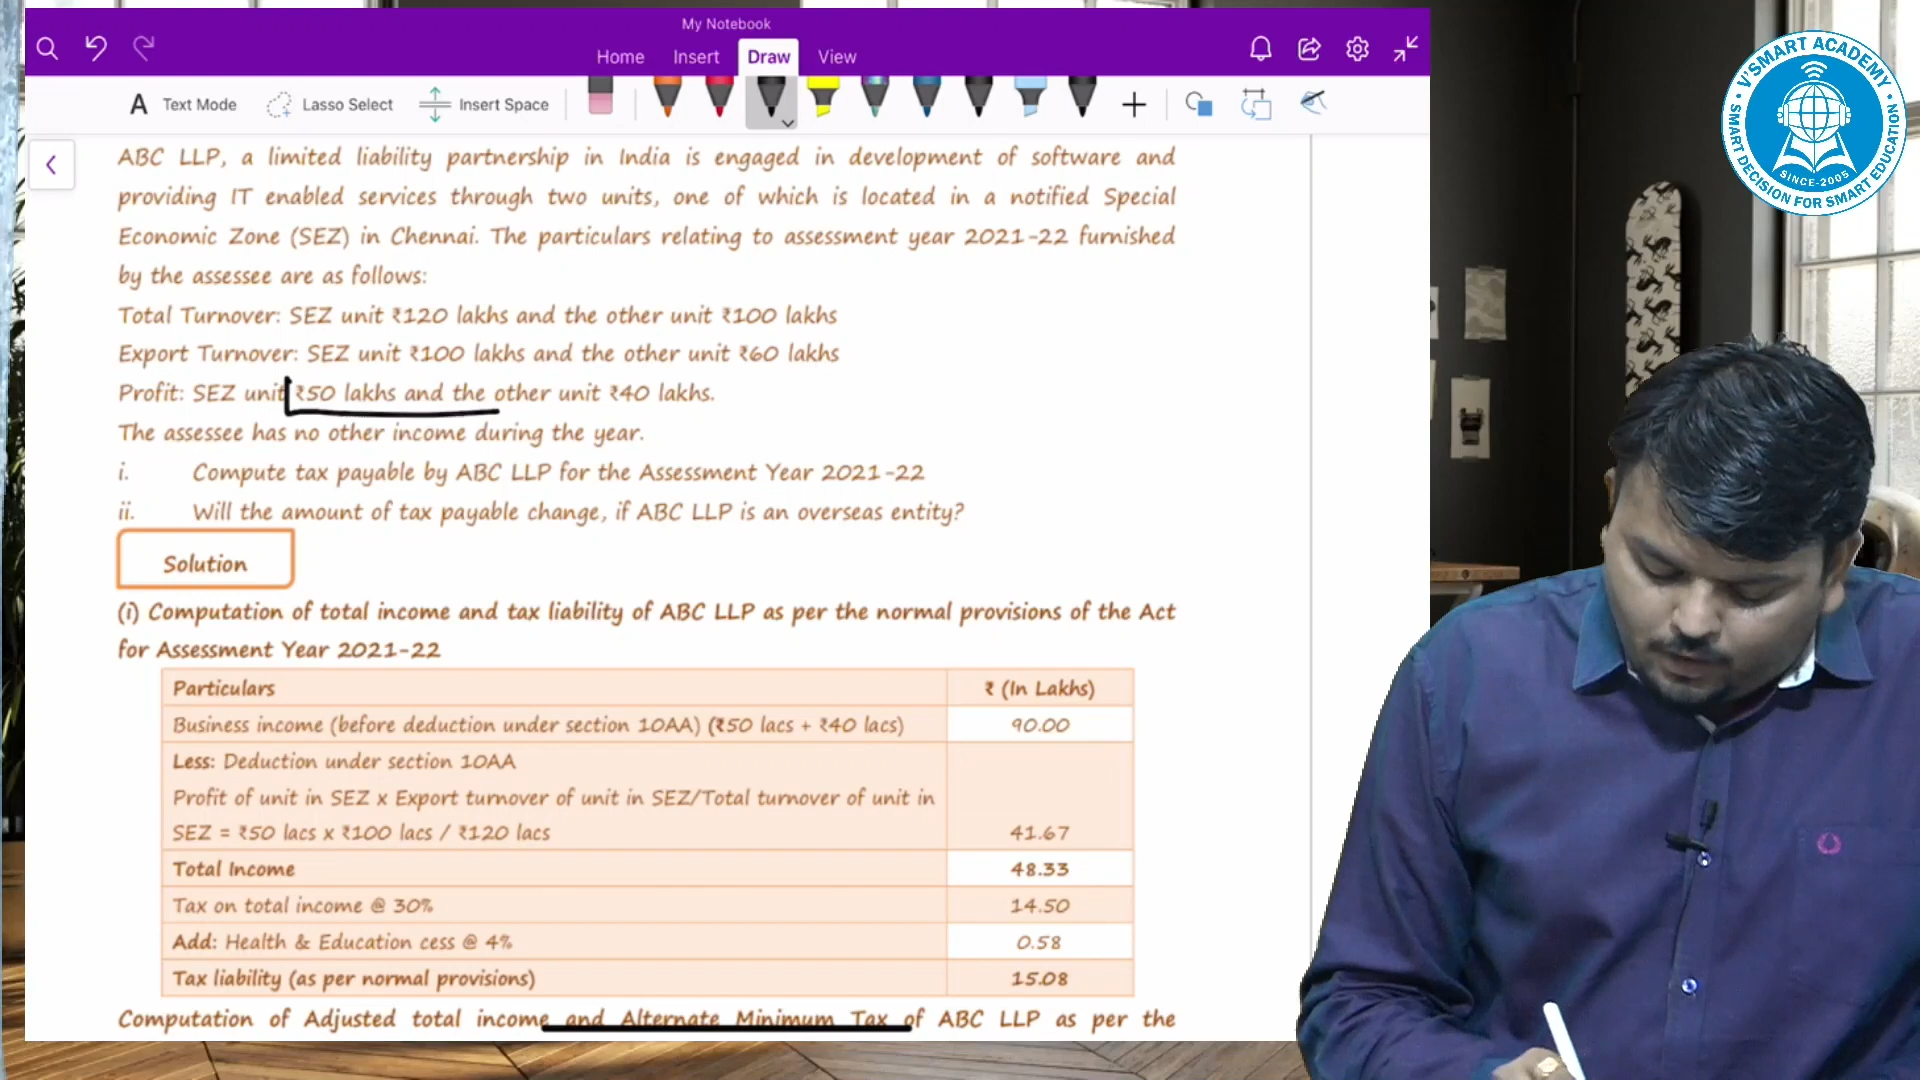 My Notebook
Home Insert Draw View
Text Mode Lasso Select Insert Space
ABC LLP, a limited liability partnership in India is engaged in development of software and
providing IT enabled services through two units, one of which is located in a notified Special
Economic Zone (SEZ) in Chennai. The particulars relating to assessment year 2021-22 furnished
by the assessee are as follows:
Total Turnover: SEZ unit ₹120 lakhs and the other unit ₹100 lakhs
Export Turnover: SEZ unit ₹100 lakhs and the other unit ₹60 lakhs
Profit: SEZ unit ₹50 lakhs and the other unit ₹40 lakhs.
The assessee has no other income during the year.
i. Compute tax payable by ABC LLP for the Assessment Year 2021-22
ii. Will the amount of tax payable change, if ABC LLP is an overseas entity?
Solution
(i) Computation of total income and tax liability of ABC LLP as per the normal provisions of the Act
for Assessment Year 2021-22
Particulars ₹ (In Lakhs)
Business income (before deduction under section 10AA) (₹50 lacs + ₹40 lacs) 90.00
Less: Deduction under section 10AA
Profit of unit in SEZ x Export turnover of unit in SEZ/Total turnover of unit in
SEZ = ₹50 lacs x ₹100 lacs / ₹120 lacs 41.67
Total Income 48.33
Tax on total income @ 30% 14.50
Add: Health & Education cess @ 4% 0.58
Tax liability (as per normal provisions) 15.08
Computation of Adjusted total income and Alternate Minimum Tax of ABC LLP as per the
V'SMART ACADEMY
SINCE-2005
SMART DECISION FOR SMART EDUCATION